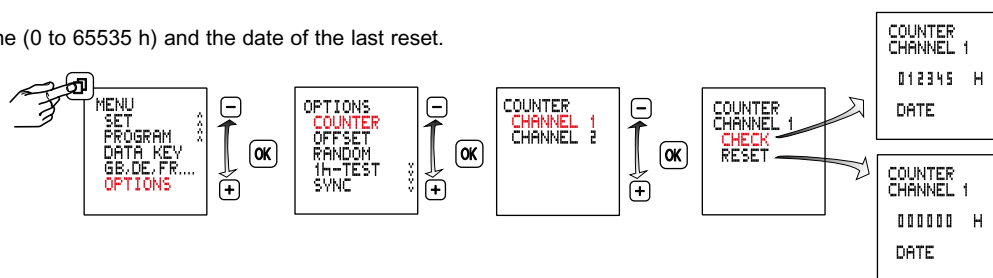 ne (0 to 65535 h) and the date of the last reset.
MENU
SET
PROGRAM
DATA KEY
GB,DE,FR....
OPTIONS
−
OK
+
OPTIONS
COUNTER
OFFSET
RANDOM
1h-TEST
SYNC
−
OK
+
COUNTER
CHANNEL 1
CHANNEL 2
−
OK
+
COUNTER
CHANNEL 1
CHECK
RESET
COUNTER
CHANNEL 1
012345 H
DATE
COUNTER
CHANNEL 1
000000 H
DATE